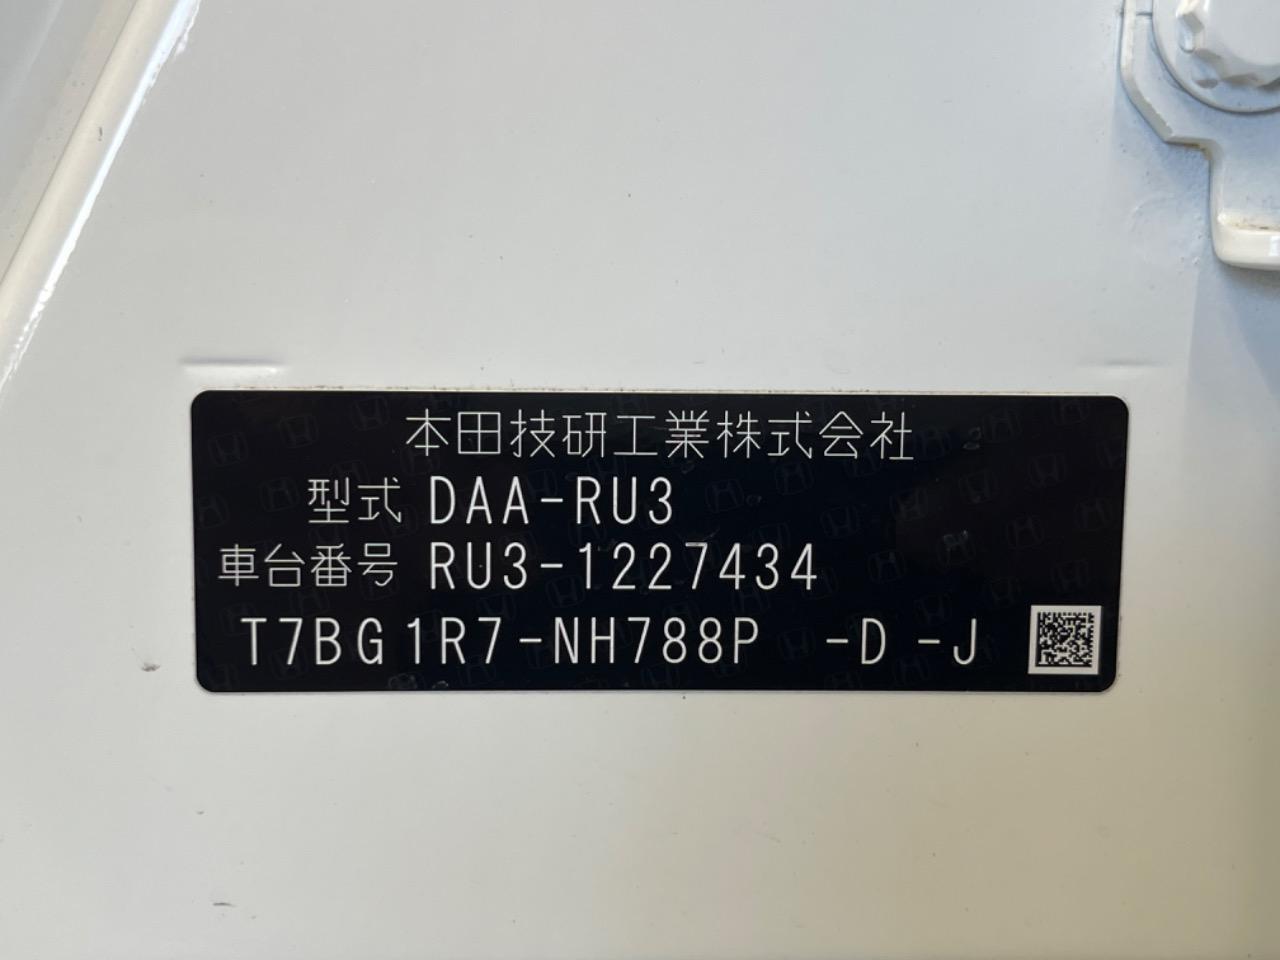 本田技研工業株式会社
型式 DAA-RU3
車台番号 RU3-1227434
T7BG1R7-NH788P -D -J